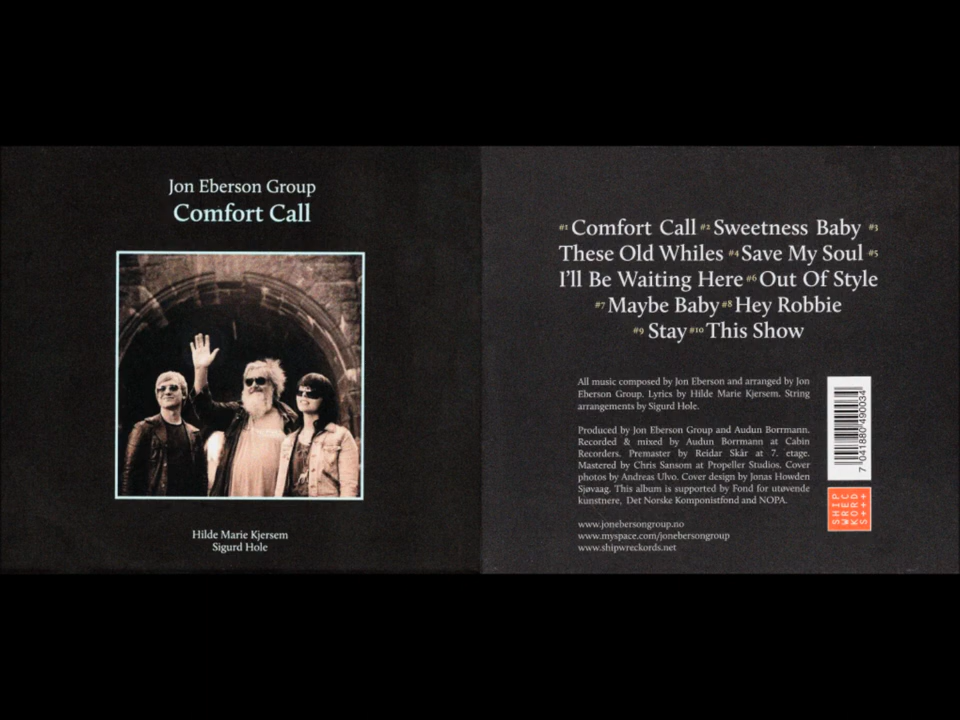 Jon Eberson Group
Comfort Call
Hilde Marie Kjersem
Sigurd Hole
#1 Comfort Call #2 Sweetness Baby #3
These Old Whiles #4 Save My Soul #5
I'll Be Waiting Here #6 Out Of Style
#7 Maybe Baby #8 Hey Robbie
#9 Stay #10 This Show
All music composed by Jon Eberson and arranged by Jon
Eberson Group. Lyrics by Hilde Marie Kjersem. String
arrangements by Sigurd Hole.
Produced by Jon Eberson Group and Audun Borrmann.
Recorded & mixed by Audun Borrmann at Cabin
Recorders. Premaster by Reidar Skår at 7. etage.
Mastered by Chris Sansom at Propeller Studios. Cover
photos by Andreas Ulvo. Cover design by Jonas Howden
Sjøvaag. This album is supported by Fond for utøvende
kunstnere, Det Norske Komponistfond and NOPA.
www.jonebersongroup.no
www.myspace.com/jonebersongroup
www.shipwreckords.net
7 041880 490034
SHIP
WREC
KORD
S+++